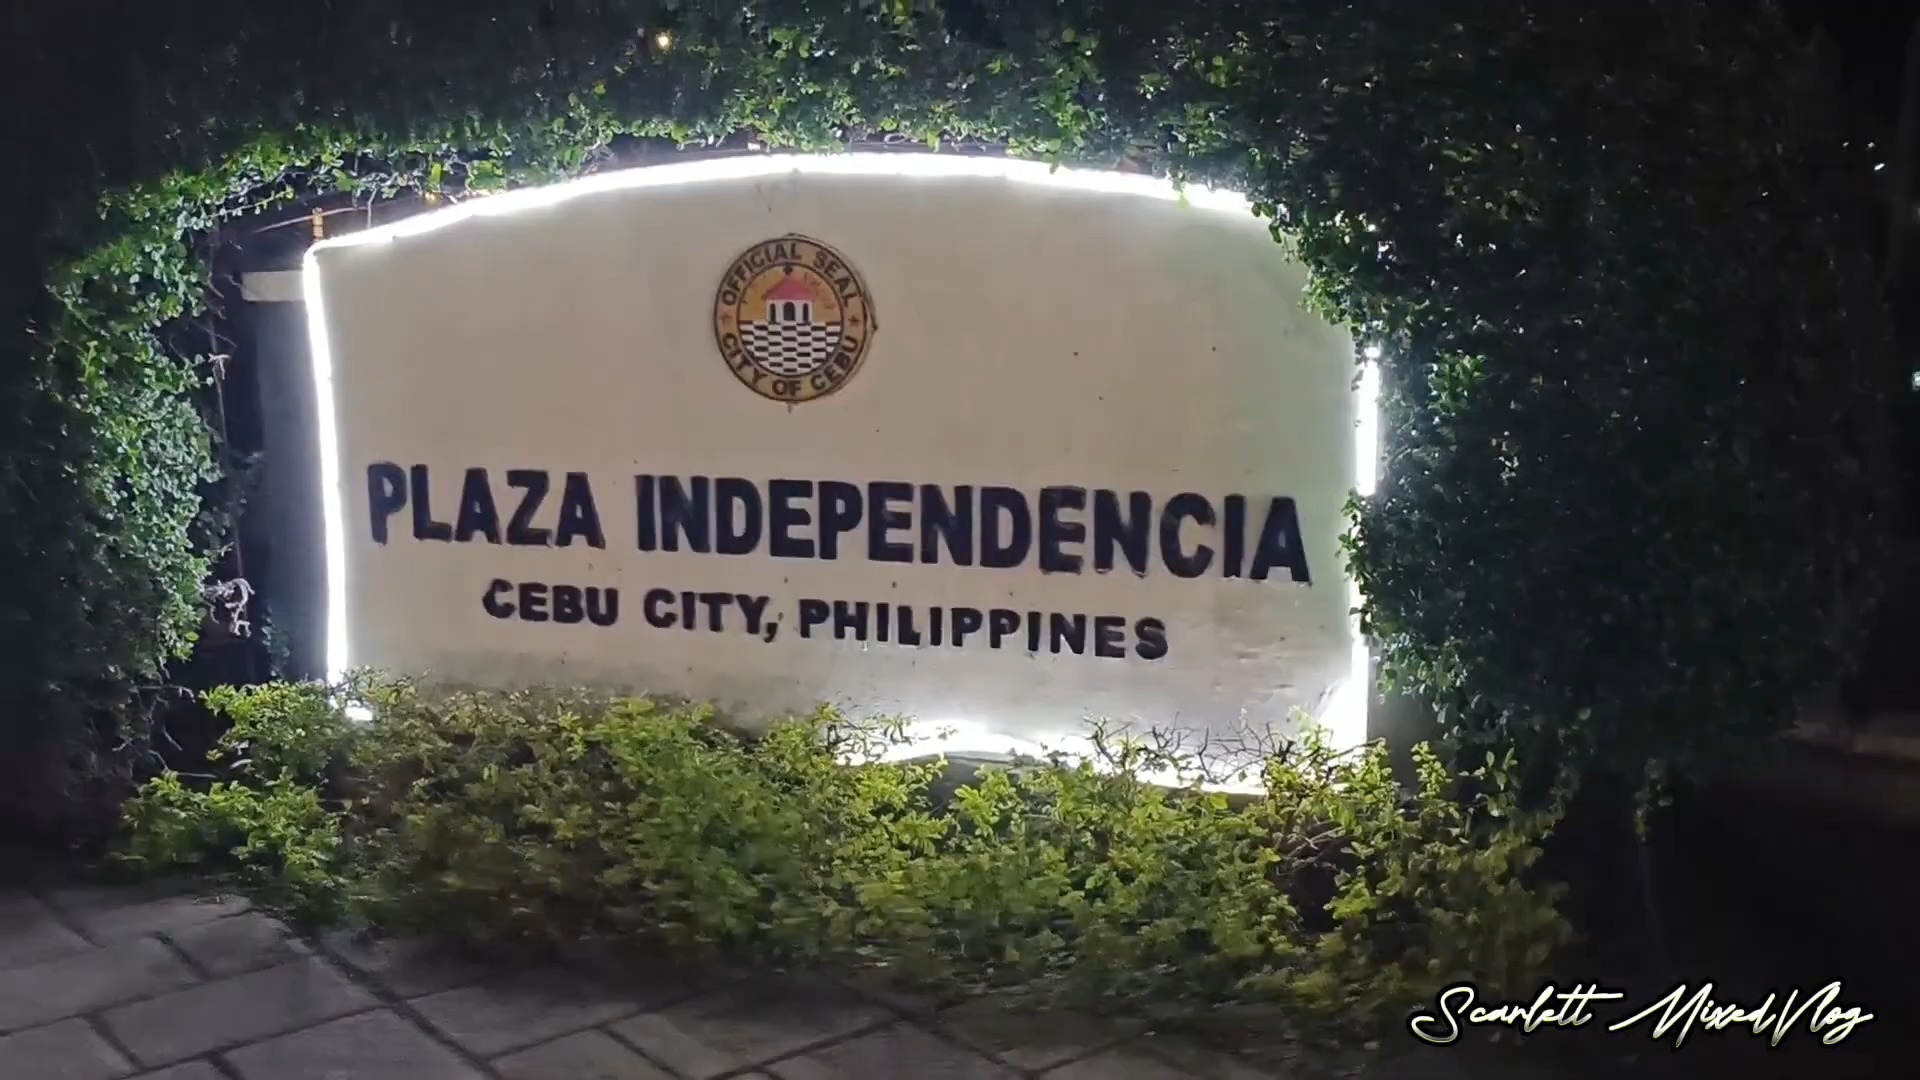 OFFICIAL SEAL
CITY OF CEBU
PLAZA INDEPENDENCIA
CEBU CITY, PHILIPPINES
Scarlett MixedVlog